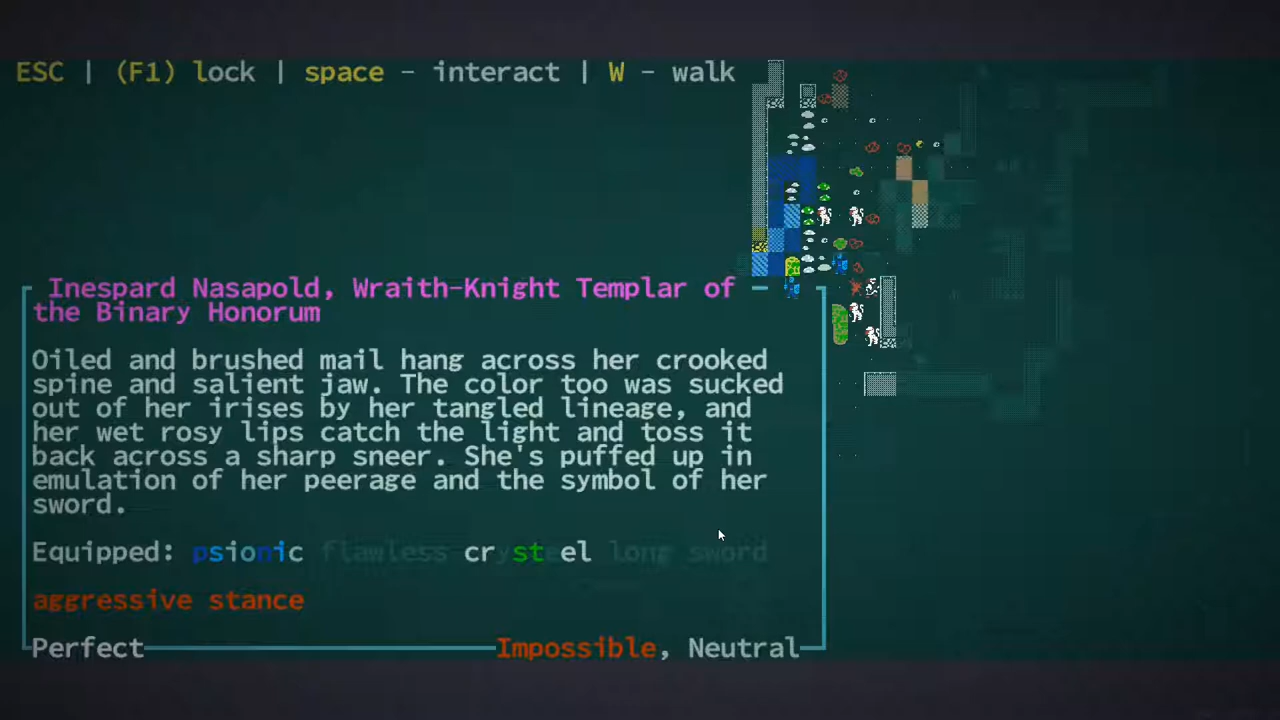 ESC | (F1) lock | space - interact | W - walk
Inespard Nasapold, Wraith-Knight Templar of
the Binary Honorum
Oiled and brushed mail hang across her crooked
spine and salient jaw. The color too was sucked
out of her irises by her tangled lineage, and
her wet rosy lips catch the light and toss it
back across a sharp sneer. She's puffed up in
emulation of her peerage and the symbol of her
sword.
Equipped: psionic flawless crysteel long sword
aggressive stance
Perfect
Impossible, Neutral